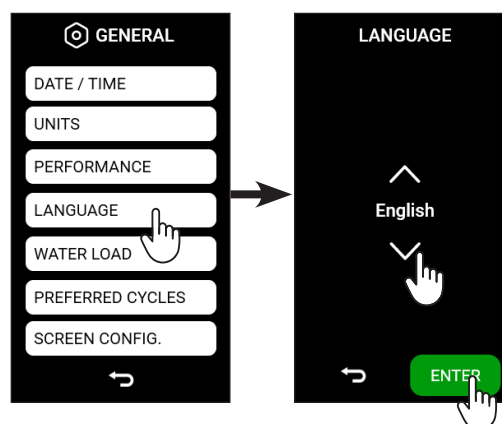 GENERAL
DATE / TIME
UNITS
PERFORMANCE
LANGUAGE
WATER LOAD
PREFERRED CYCLES
SCREEN CONFIG.
LANGUAGE
English
ENTER